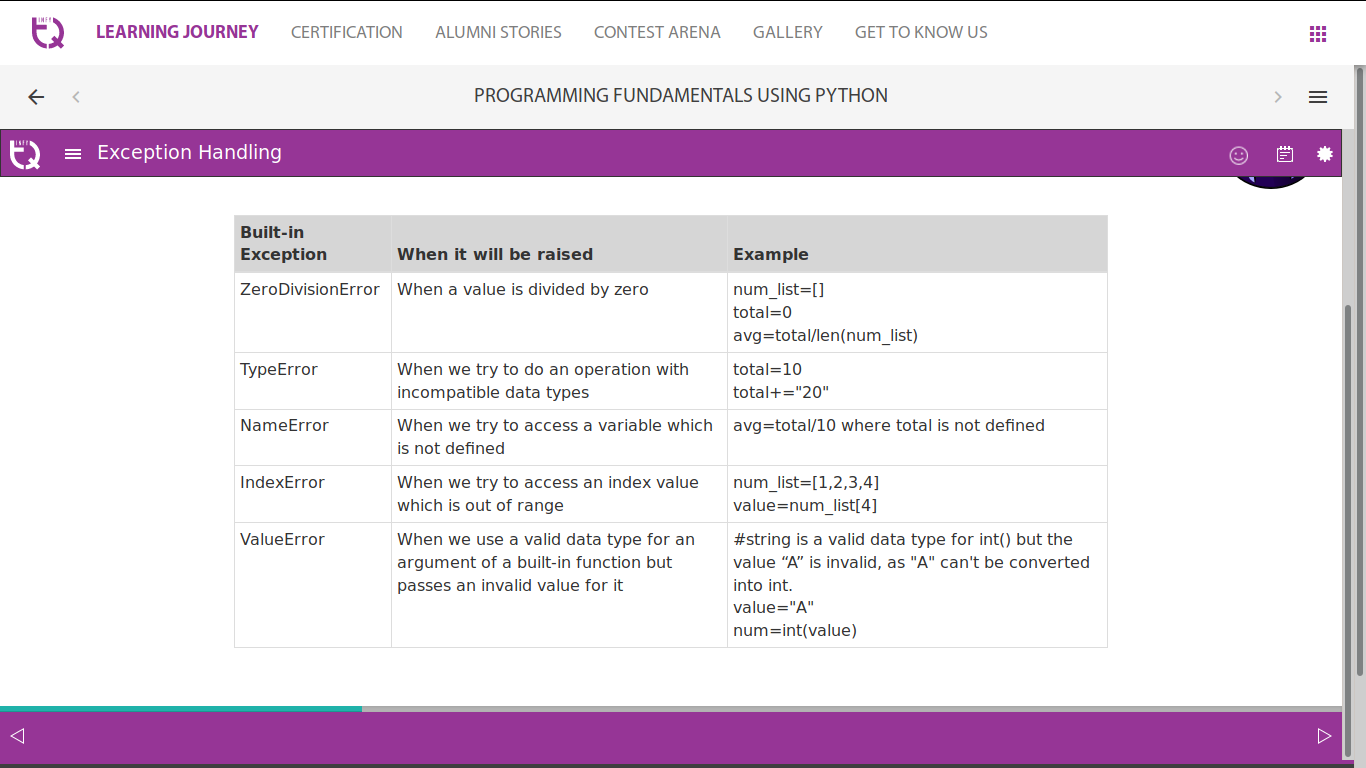 INFY
TQ
LEARNING JOURNEY CERTIFICATION ALUMNI STORIES CONTEST ARENA GALLERY GET TO KNOW US
PROGRAMMING FUNDAMENTALS USING PYTHON
INFY
TQ
Exception Handling
Built-in
Exception When it will be raised Example
ZeroDivisionError When a value is divided by zero num_list=[]
total=0
avg=total/len(num_list)
TypeError When we try to do an operation with total=10
incompatible data types total+="20"
NameError When we try to access a variable which avg=total/10 where total is not defined
is not defined
IndexError When we try to access an index value num_list=[1,2,3,4]
which is out of range value=num_list[4]
ValueError When we use a valid data type for an #string is a valid data type for int() but the
argument of a built-in function but value “A” is invalid, as "A" can't be converted
passes an invalid value for it into int.
value="A"
num=int(value)